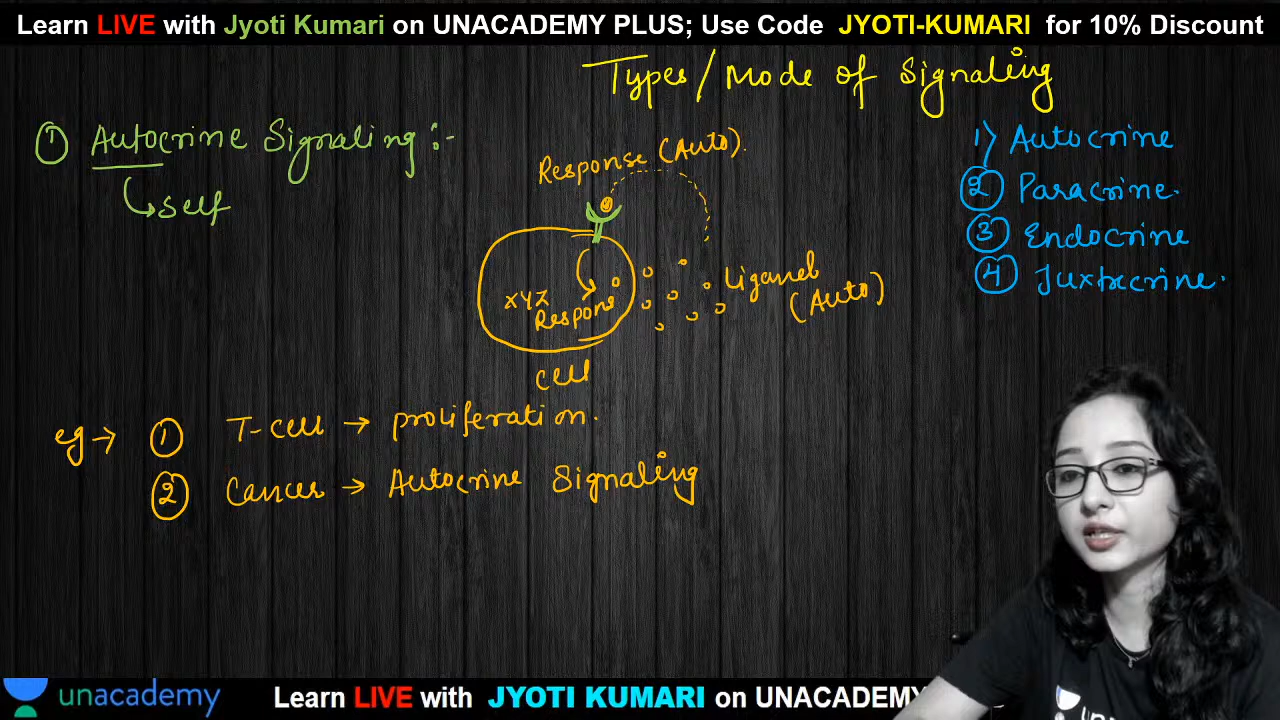 Learn LIVE with Jyoti Kumari on UNACADEMY PLUS; Use Code JYOTI-KUMARI for 10% Discount
Types/Mode of Signaling
① Autocrine Signaling :-
↳ self
Response (Auto).
XYZ
Respons
Ligand
(Auto)
cell
1) Autocrine
② Paracrine.
③ Endocrine
④ Juxtacrine.
eg → ① T-cell → proliferation.
② Cancer → Autocrine Signaling
unacademy
Learn LIVE with JYOTI KUMARI on UNACADEMY